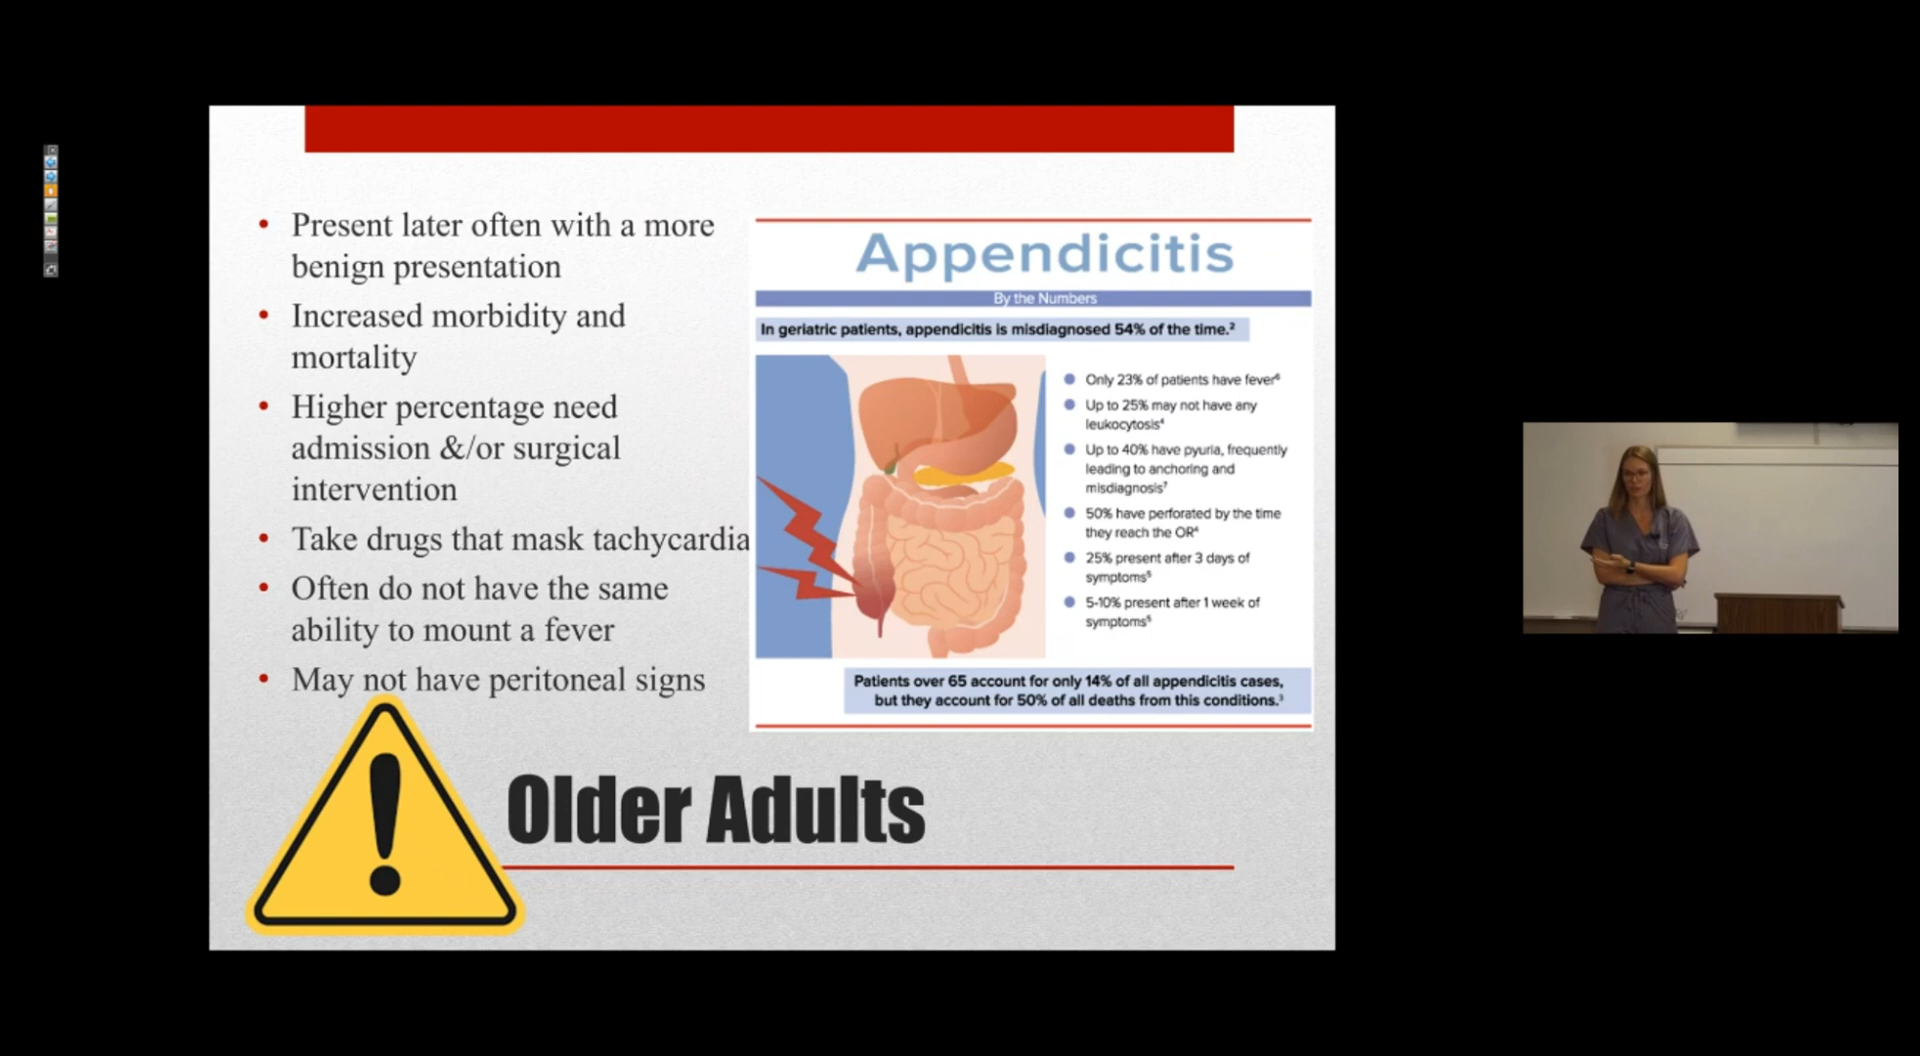 • Present later often with a more
benign presentation
• Increased morbidity and
mortality
• Higher percentage need
admission &/or surgical
intervention
• Take drugs that mask tachycardia
• Often do not have the same
ability to mount a fever
• May not have peritoneal signs
Appendicitis
By the Numbers
In geriatric patients, appendicitis is misdiagnosed 54% of the time.²
Only 23% of patients have fever⁶
Up to 25% may not have any
leukocytosis⁴
Up to 40% have pyuria, frequently
leading to anchoring and
misdiagnosis⁷
50% have perforated by the time
they reach the OR⁴
25% present after 3 days of
symptoms⁵
5-10% present after 1 week of
symptoms⁵
Patients over 65 account for only 14% of all appendicitis cases,
but they account for 50% of all deaths from this conditions.³
Older Adults